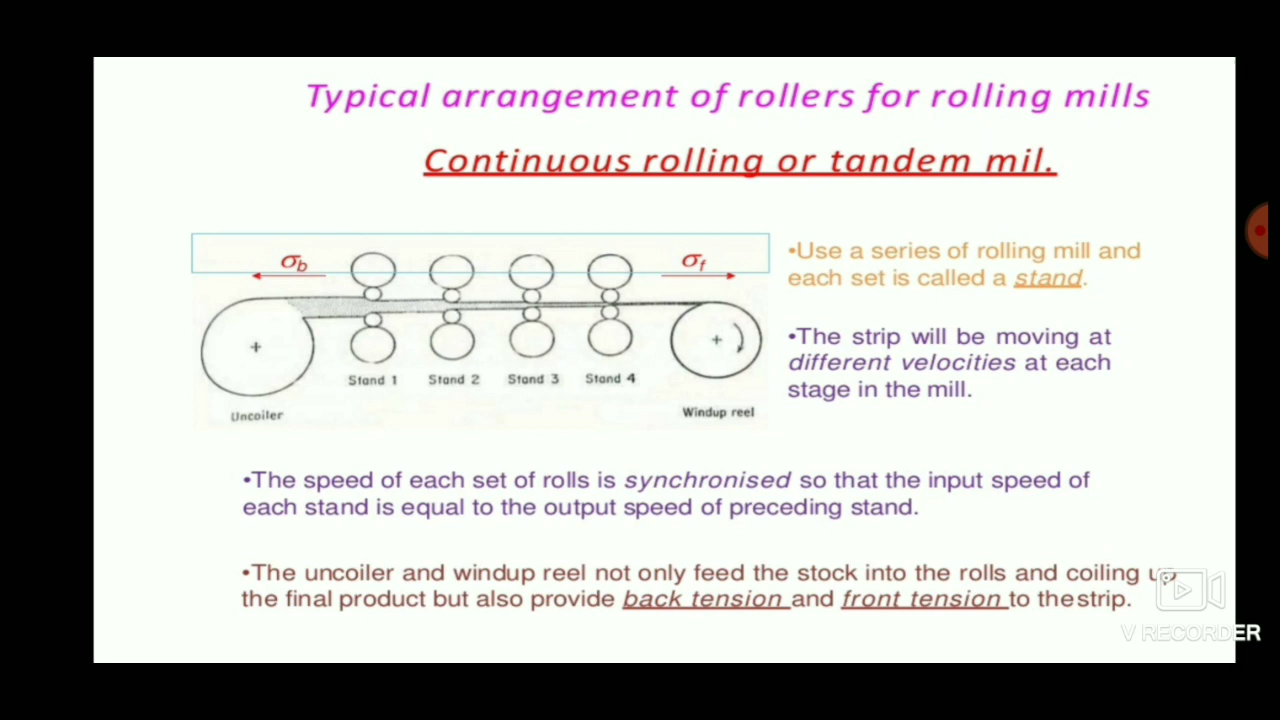 Typical arrangement of rollers for rolling mills
Continuous rolling or tandem mil.
σb
σf
Stand 1 Stand 2 Stand 3 Stand 4
Uncoiler
Windup reel
•Use a series of rolling mill and
each set is called a stand.
•The strip will be moving at
different velocities at each
stage in the mill.
•The speed of each set of rolls is synchronised so that the input speed of
each stand is equal to the output speed of preceding stand.
•The uncoiler and windup reel not only feed the stock into the rolls and coiling up
the final product but also provide back tension and front tension to thestrip.
V RECORDER